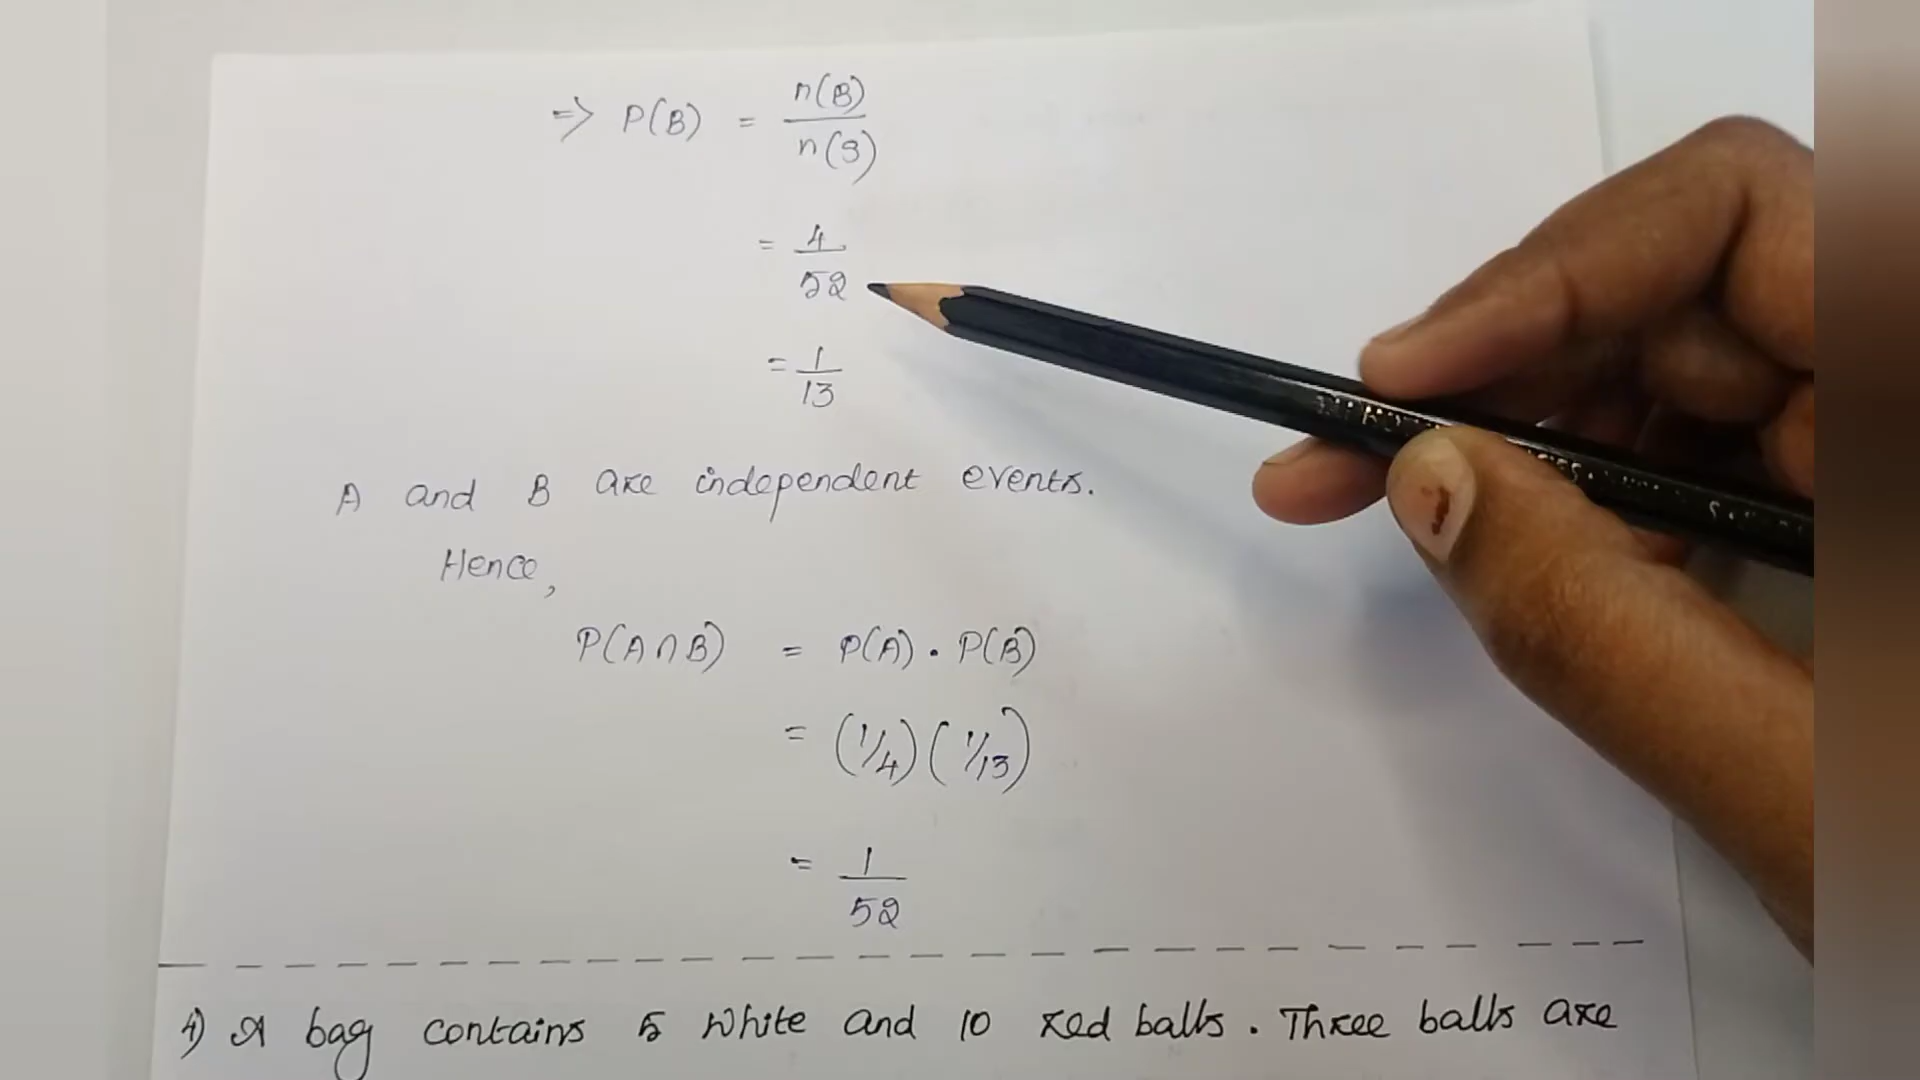 => P(B) = n(B)/n(S)
= 4/52
= 1/13
A and B are independent events.
Hence,
P(A∩B) = P(A) . P(B)
= (1/4) (1/13)
= 1/52
4) A bag contains 5 white and 10 red balls. Three balls are